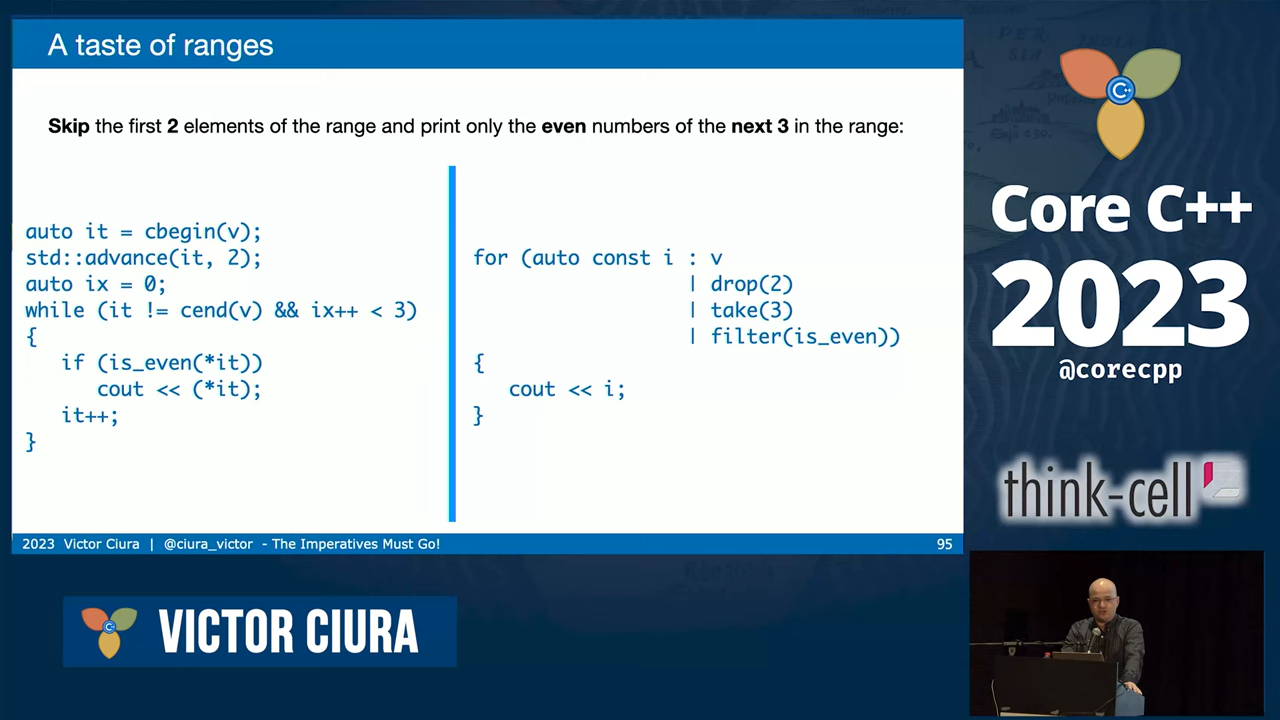 A taste of ranges
Skip the first 2 elements of the range and print only the even numbers of the next 3 in the range:
auto it = cbegin(v);
std::advance(it, 2);
auto ix = 0;
while (it != cend(v) && ix++ < 3)
{
if (is_even(*it))
cout << (*it);
it++;
}
for (auto const i : v
| drop(2)
| take(3)
| filter(is_even))
{
cout << i;
}
2023 Victor Ciura | @ciura_victor - The Imperatives Must Go!
95
C++
Core C++
2023
@corecpp
think-cell
C++
VICTOR CIURA